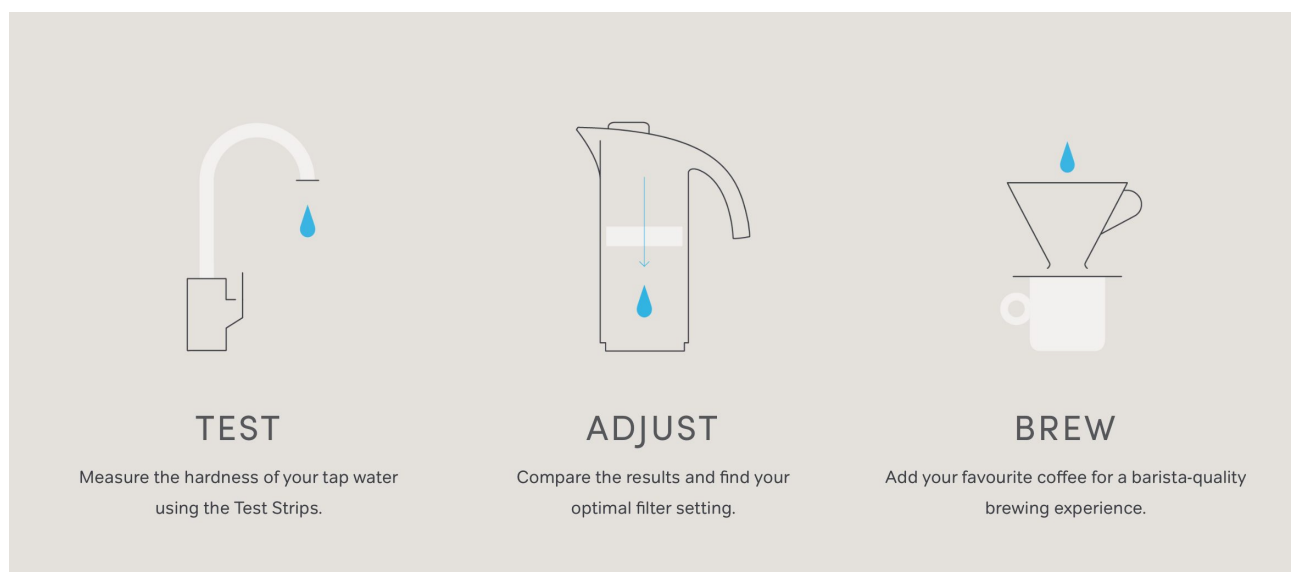 TEST
Measure the hardness of your tap water
using the Test Strips.
ADJUST
Compare the results and find your
optimal filter setting.
BREW
Add your favourite coffee for a barista-quality
brewing experience.